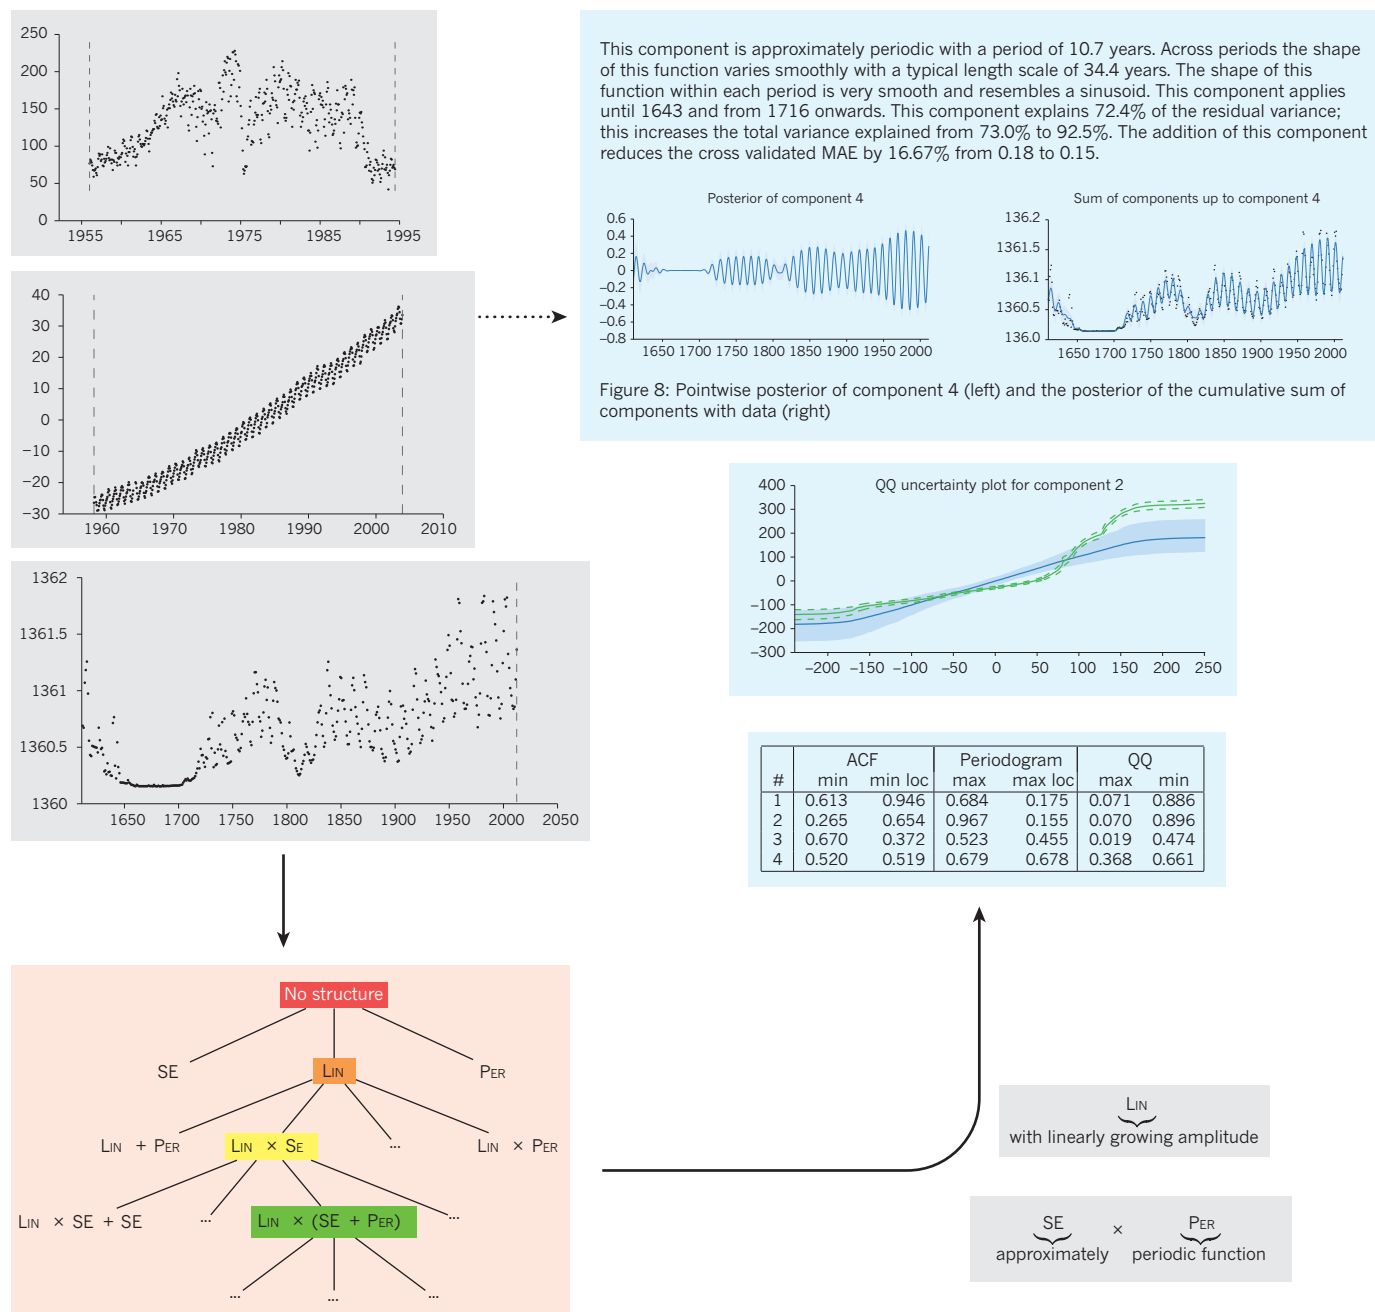 250
200
150
100
50
0
1955 1965 1975 1985 1995
40
30
20
10
0
−10
−20
−30
1960 1970 1980 1990 2000 2010
1362
1361.5
1361
1360.5
1360
1650 1700 1750 1800 1850 1900 1950 2000 2050
This component is approximately periodic with a period of 10.7 years. Across periods the shape
of this function varies smoothly with a typical length scale of 34.4 years. The shape of this
function within each period is very smooth and resembles a sinusoid. This component applies
until 1643 and from 1716 onwards. This component explains 72.4% of the residual variance;
this increases the total variance explained from 73.0% to 92.5%. The addition of this component
reduces the cross validated MAE by 16.67% from 0.18 to 0.15.
Posterior of component 4
0.6
0.4
0.2
0
−0.2
−0.4
−0.6
−0.8
1650 1700 1750 1850 1900 1950 2000
Sum of components up to component 4
136.2
1361.5
136.1
1360.5
136.0
1650 1700 1750 1800 1850 1900 1950 2000
Figure 8: Pointwise posterior of component 4 (left) and the posterior of the cumulative sum of
components with data (right)
QQ uncertainty plot for component 2
400
300
200
100
0
−100
−200
−300
−200 −150 −100 −50 0 50 100 150 200 250
ACF Periodogram QQ
# min min loc max max loc max min
1 0.613 0.946 0.684 0.175 0.071 0.886
2 0.265 0.654 0.967 0.155 0.070 0.896
3 0.670 0.372 0.523 0.455 0.019 0.474
4 0.520 0.519 0.679 0.678 0.368 0.661
No structure
SE LIN PER
LIN + PER LIN × SE ... LIN × PER
LIN × SE + SE ... LIN × (SE + PER) ...
... ... ...
LIN
with linearly growing amplitude
SE × PER
approximately periodic function